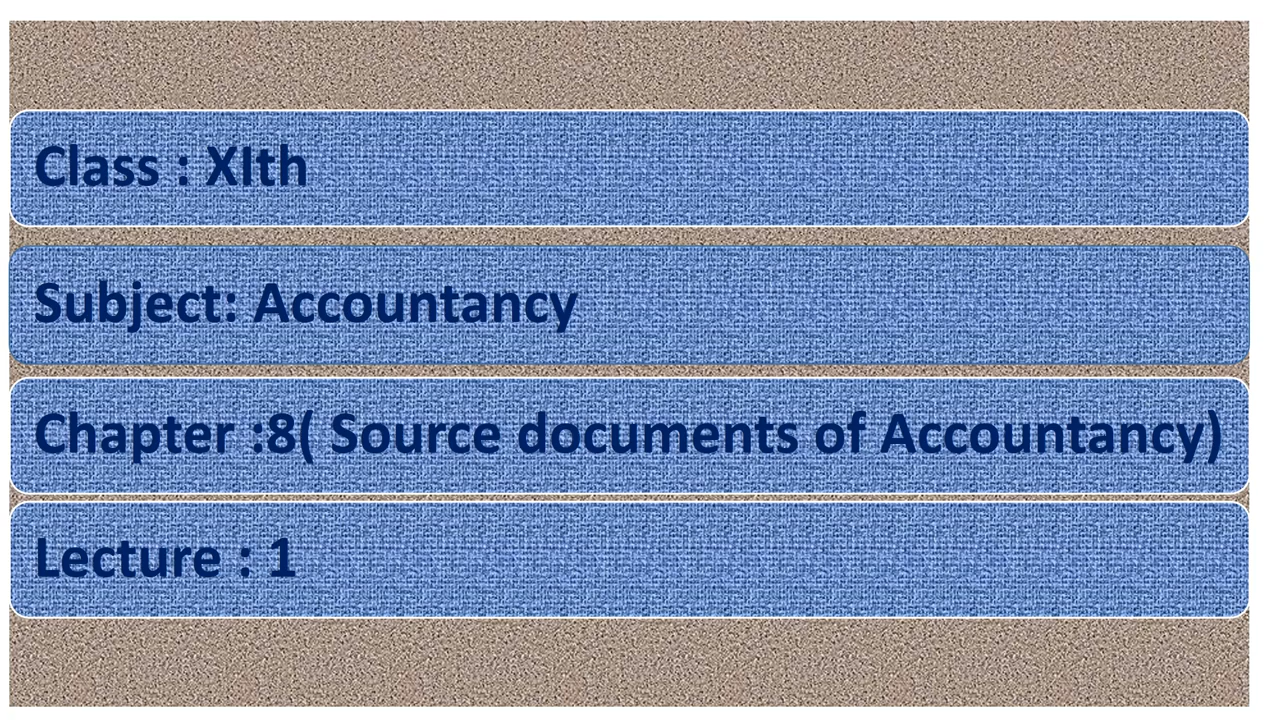 Class : XIth
Subject: Accountancy
Chapter :8( Source documents of Accountancy)
Lecture : 1